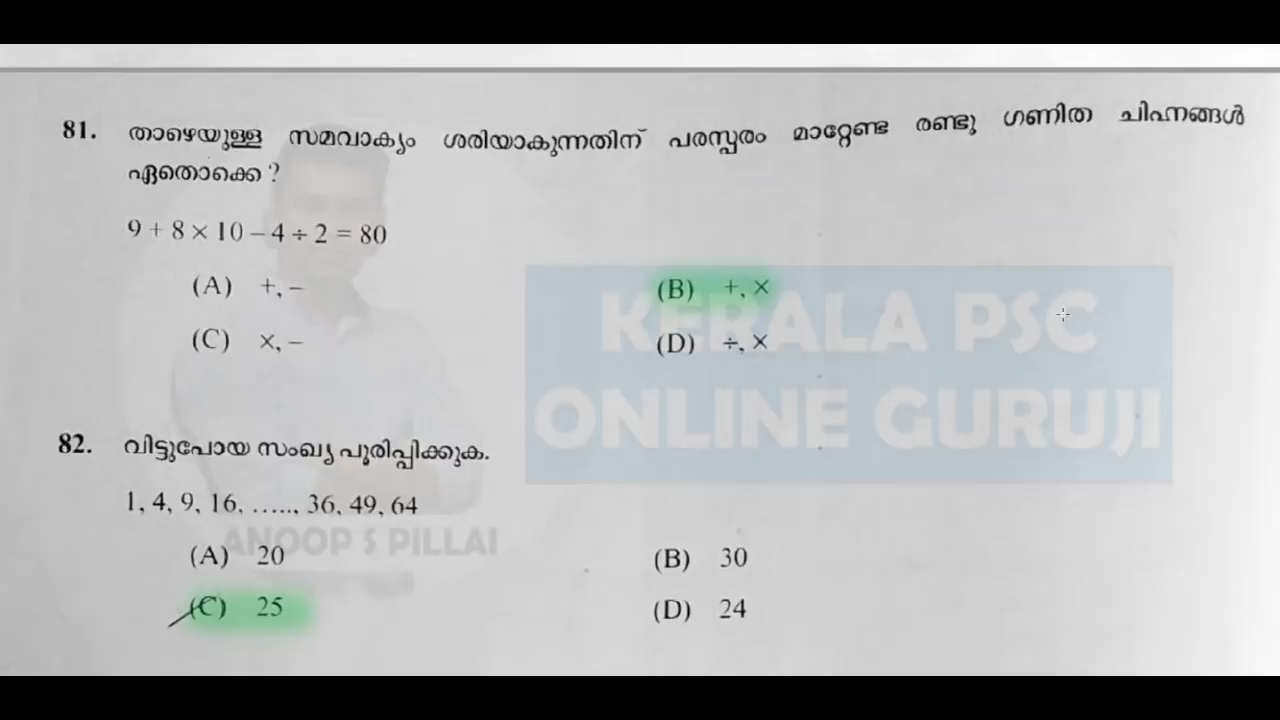 81. താഴെയുള്ള സമവാക്യം ശരിയാകുന്നതിന് പരസ്പരം മാറ്റേണ്ട രണ്ടു ഗണിത ചിഹ്നങ്ങൾ
ഏതൊക്കെ ?
9 + 8 × 10 – 4 ÷ 2 = 80
(A) +, – (B) +, ×
(C) ×, – (D) ÷, ×
KERALA PSC
ONLINE GURUJI
82. വിട്ടുപോയ സംഖ്യ പൂരിപ്പിക്കുക.
1, 4, 9, 16, ....., 36, 49, 64
ANOOP S PILLAI
(A) 20 (B) 30
(C) 25 (D) 24